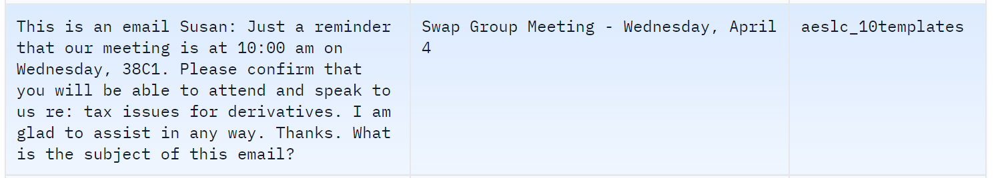 This is an email Susan: Just a reminder
that our meeting is at 10:00 am on
Wednesday, 38C1. Please confirm that
you will be able to attend and speak to
us re: tax issues for derivatives. I am
glad to assist in any way. Thanks. What
is the subject of this email?
Swap Group Meeting - Wednesday, April
4
aeslc_10templates